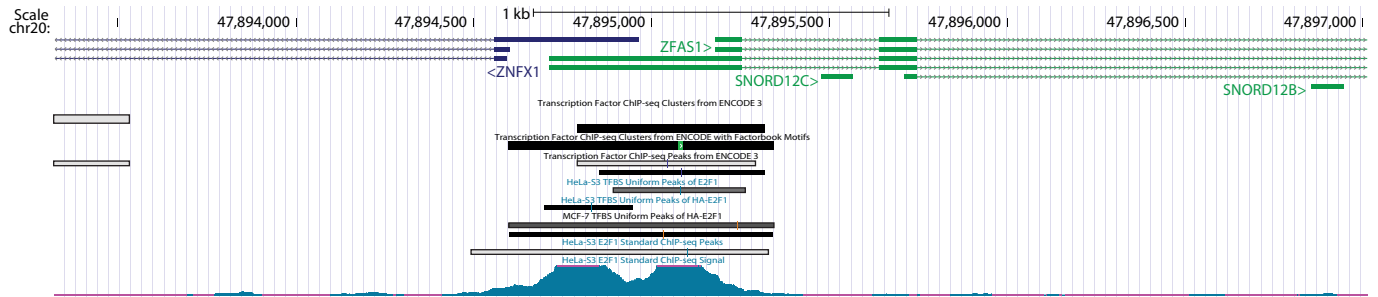 Scale 1 kb
chr20: 47,894,000 47,894,500 47,895,000 47,895,500 47,896,000 47,896,500 47,897,000
ZFAS1>
<ZNFX1
SNORD12C>
SNORD12B>
Transcription Factor ChIP-seq Clusters from ENCODE 3
Transcription Factor ChIP-seq Clusters from ENCODE with Factorbook Motifs
Transcription Factor ChIP-seq Peaks from ENCODE 3
HeLa-S3 TFBS Uniform Peaks of E2F1
HeLa-S3 TFBS Uniform Peaks of HA-E2F1
MCF-7 TFBS Uniform Peaks of HA-E2F1
HeLa-S3 E2F1 Standard ChIP-seq Peaks
HeLa-S3 E2F1 Standard ChIP-seq Signal